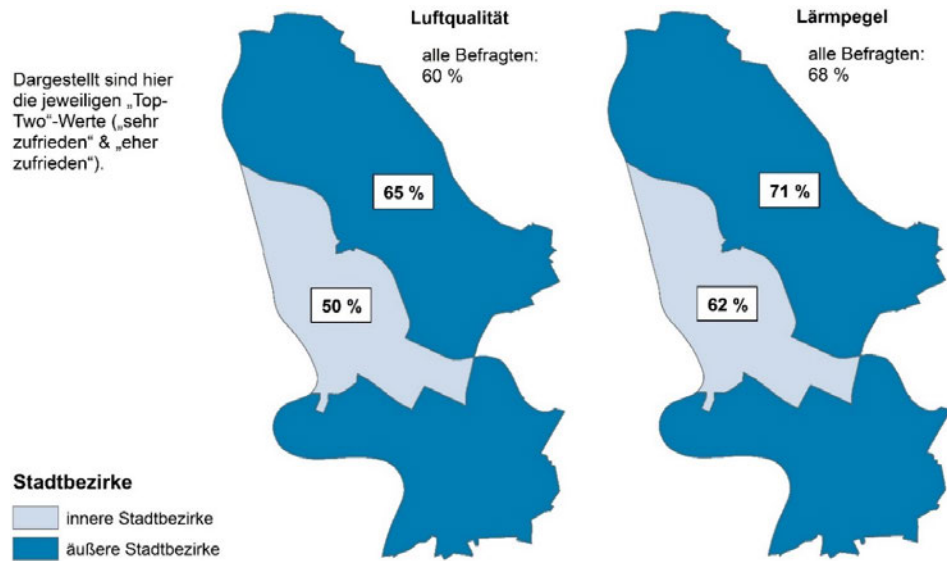 Luftqualität
alle Befragten:
60 %
Lärmpegel
alle Befragten:
68 %
Dargestellt sind hier
die jeweiligen „Top-
Two“-Werte („sehr
zufrieden“ & „eher
zufrieden“).
65 %
71 %
50 %
62 %
Stadtbezirke
innere Stadtbezirke
äußere Stadtbezirke